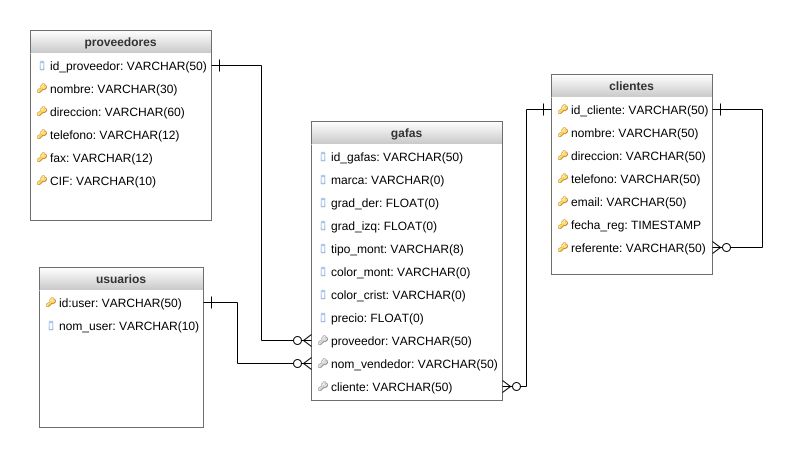 proveedores
id_proveedor: VARCHAR(50)
nombre: VARCHAR(30)
direccion: VARCHAR(60)
telefono: VARCHAR(12)
fax: VARCHAR(12)
CIF: VARCHAR(10)
usuarios
id:user: VARCHAR(50)
nom_user: VARCHAR(10)
gafas
id_gafas: VARCHAR(50)
marca: VARCHAR(0)
grad_der: FLOAT(0)
grad_izq: FLOAT(0)
tipo_mont: VARCHAR(8)
color_mont: VARCHAR(0)
color_crist: VARCHAR(0)
precio: FLOAT(0)
proveedor: VARCHAR(50)
nom_vendedor: VARCHAR(50)
cliente: VARCHAR(50)
clientes
id_cliente: VARCHAR(50)
nombre: VARCHAR(50)
direccion: VARCHAR(50)
telefono: VARCHAR(50)
email: VARCHAR(50)
fecha_reg: TIMESTAMP
referente: VARCHAR(50)